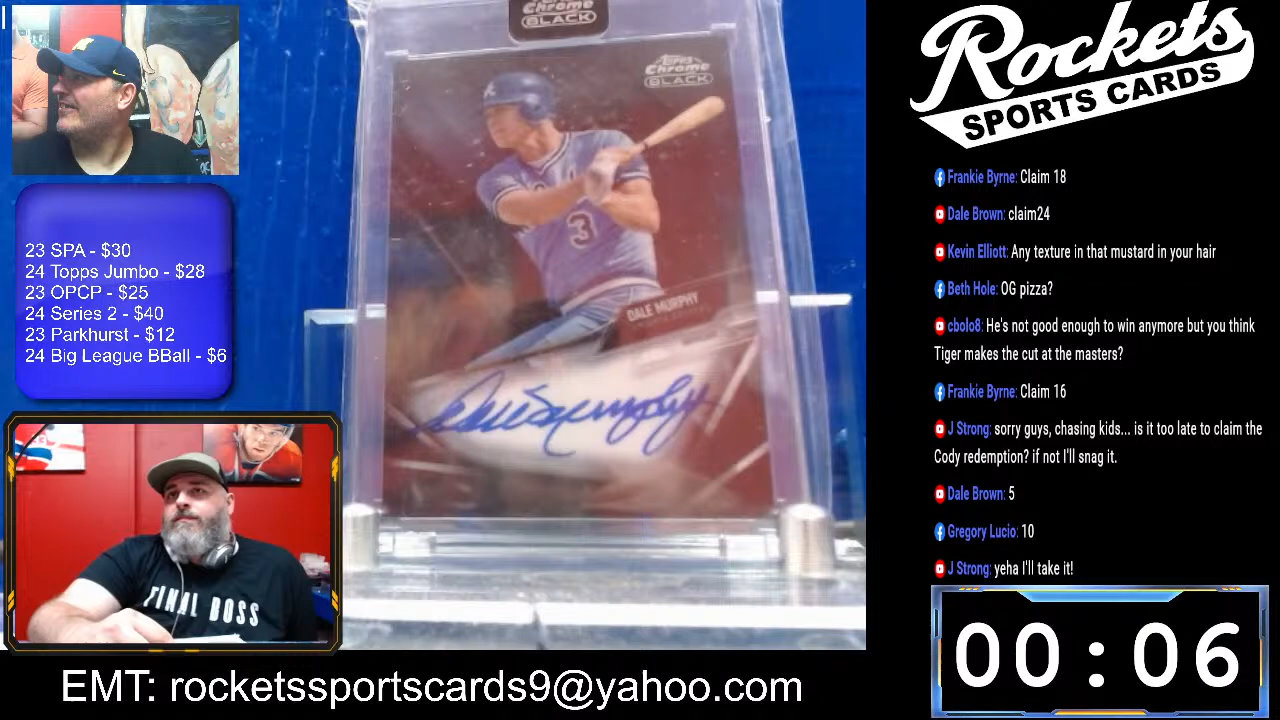 Chrome
BLACK
TOPPS
Chrome
BLACK
3
DALE MURPHY
Rockets
SPORTS CARDS
23 SPA - $30
24 Topps Jumbo - $28
23 OPCP - $25
24 Series 2 - $40
23 Parkhurst - $12
24 Big League BBall - $6
Frankie Byrne: Claim 18
Dale Brown: claim24
Kevin Elliott: Any texture in that mustard in your hair
Beth Hole: OG pizza?
cbolo8: He's not good enough to win anymore but you think
Tiger makes the cut at the masters?
Frankie Byrne: Claim 16
J Strong: sorry guys, chasing kids... is it too late to claim the
Cody redemption? if not I'll snag it.
Dale Brown: 5
Gregory Lucio: 10
J Strong: yeha I'll take it!
FINAL BOSS
00:06
EMT: rocketssportscards9@yahoo.com